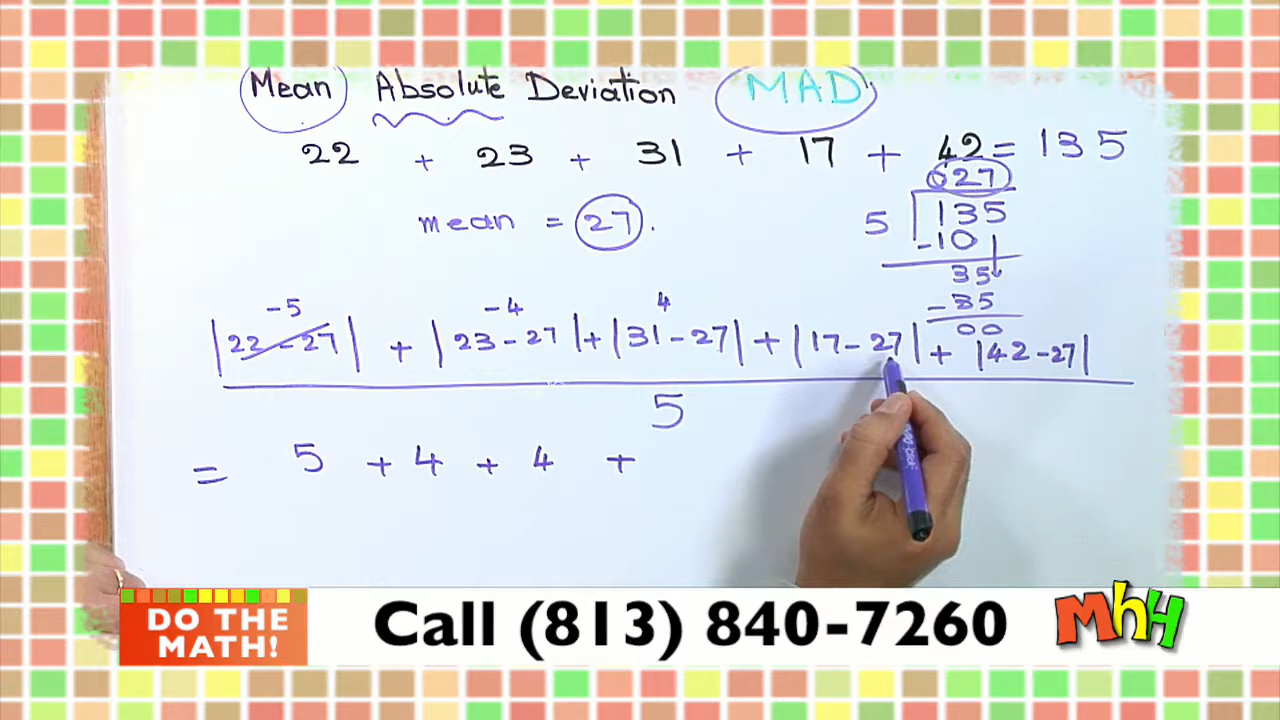 Mean Absolute Deviation MAD
22 + 23 + 31 + 17 + 42 = 135
mean = 27.
027
5 135
-10
35
-35
00
-5 -4 4
|22-27| + |23-27| + |31-27| + |17-27| + |42-27|
5
= 5 + 4 + 4 +
DO THE MATH!
Call (813) 840-7260
Mh4